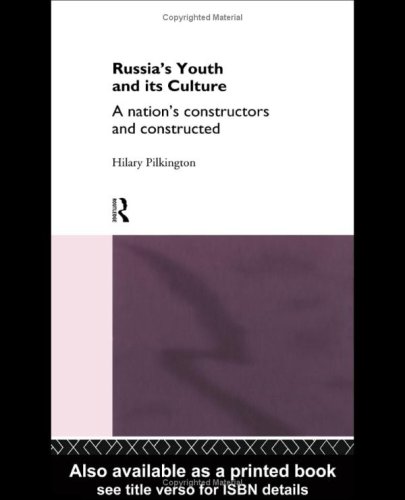 Copyrighted Material
Russia's Youth
and its Culture
A nation's constructors
and constructed
Hilary Pilkington
ROUTLEDGE
Copyrighted Material
Also available as a printed book
see title verso for ISBN details